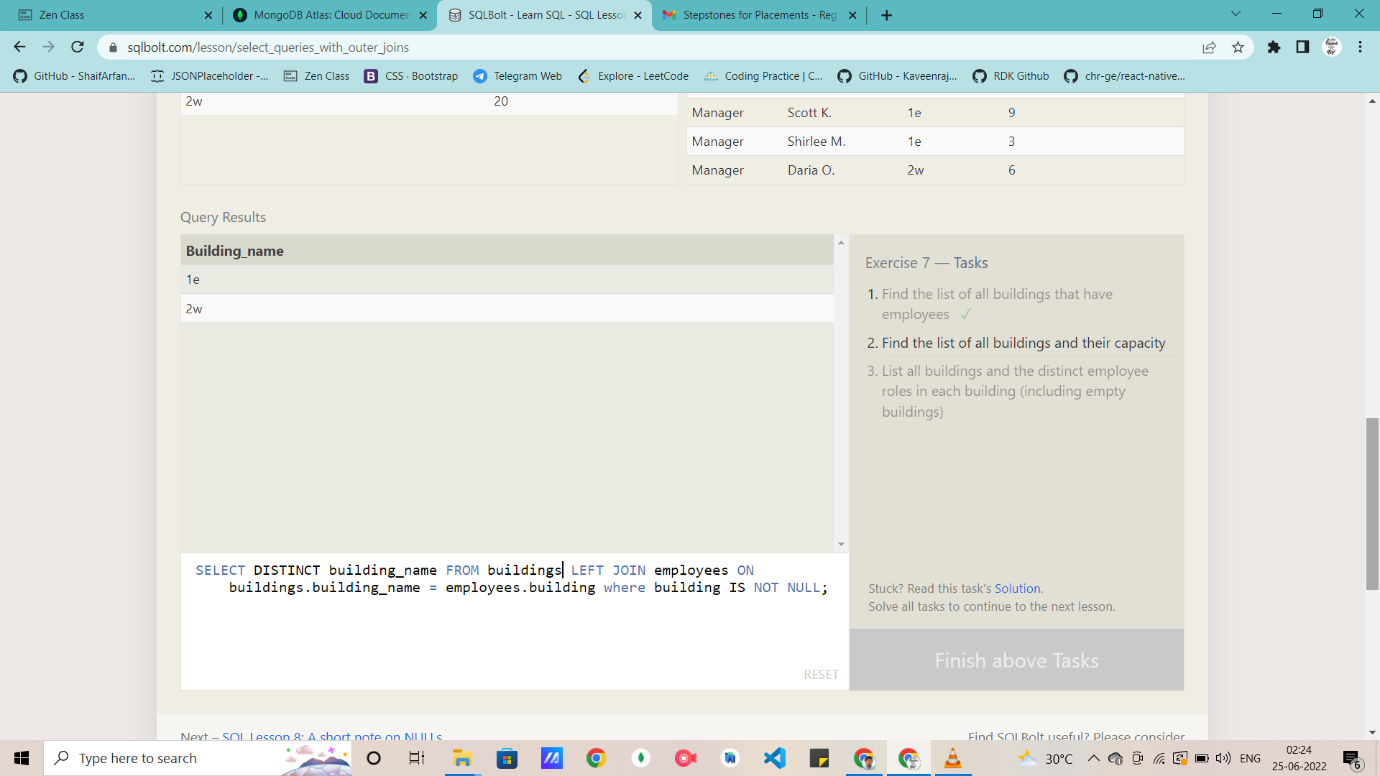 Zen Class
MongoDB Atlas: Cloud Documen
SQLBolt - Learn SQL - SQL Lesson
Stepstones for Placements - Reg
sqlbolt.com/lesson/select_queries_with_outer_joins
GitHub - ShaifArfan...
JSONPlaceholder -...
Zen Class
CSS · Bootstrap
Telegram Web
Explore - LeetCode
Coding Practice | C...
GitHub - Kaveenraj...
RDK Github
chr-ge/react-native...
2w 20
Manager Scott K. 1e 9
Manager Shirlee M. 1e 3
Manager Daria O. 2w 6
Query Results
Building_name
1e
2w
Exercise 7 — Tasks
1. Find the list of all buildings that have
employees ✓
2. Find the list of all buildings and their capacity
3. List all buildings and the distinct employee
roles in each building (including empty
buildings)
SELECT DISTINCT building_name FROM buildings LEFT JOIN employees ON
buildings.building_name = employees.building where building IS NOT NULL;
RESET
Stuck? Read this task's Solution.
Solve all tasks to continue to the next lesson.
Finish above Tasks
Next – SQL Lesson 8: A short note on NULLs
Find SQLBolt useful? Please consider
Type here to search
30°C
ENG
02:24
25-06-2022
6